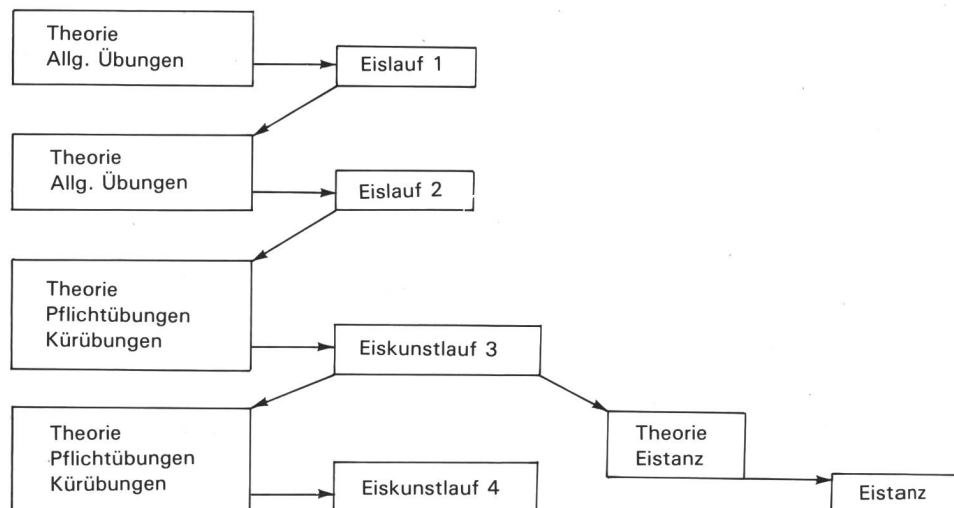 Theorie
Allg. Übungen
Eislauf 1
Theorie
Allg. Übungen
Eislauf 2
Theorie
Pflichtübungen
Kürübungen
Eiskunstlauf 3
Theorie
Pflichtübungen
Kürübungen
Eiskunstlauf 4
Theorie
Eistanz
Eistanz